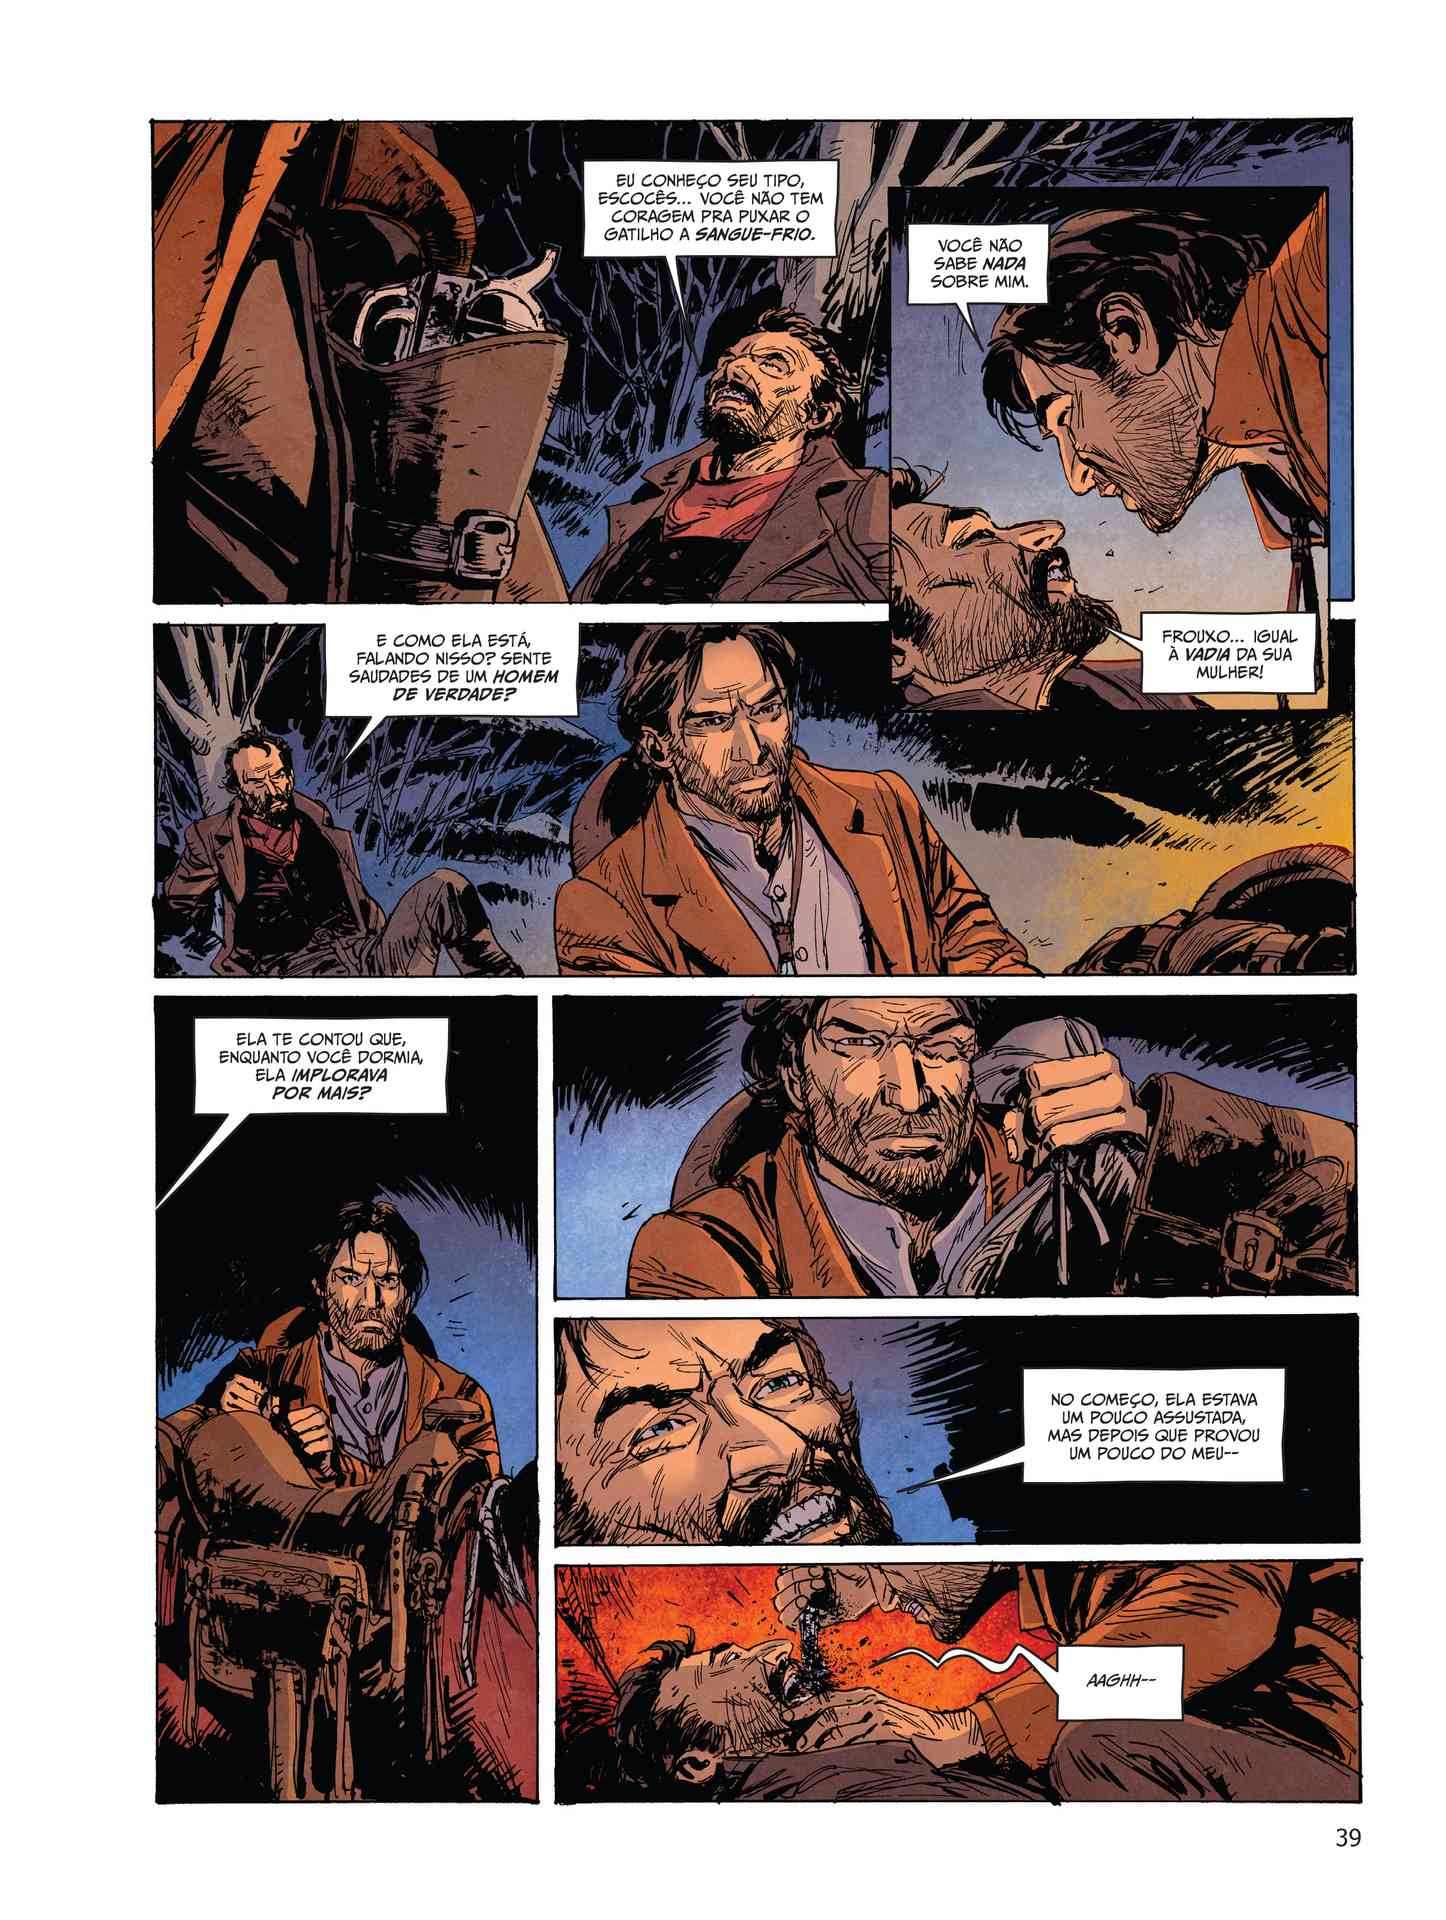 EU CONHEÇO SEU TIPO,
ESCOCÊS... VOCÊ NÃO TEM
CORAGEM PRA PUXAR O
GATILHO A SANGUE-FRIO.
VOCÊ NÃO
SABE NADA
SOBRE MIM.
FROUXO... IGUAL
À VADIA DA SUA
MULHER!
E COMO ELA ESTÁ,
FALANDO NISSO? SENTE
SAUDADES DE UM HOMEM
DE VERDADE?
ELA TE CONTOU QUE,
ENQUANTO VOCÊ DORMIA,
ELA IMPLORAVA
POR MAIS?
NO COMEÇO, ELA ESTAVA
UM POUCO ASSUSTADA,
MAS DEPOIS QUE PROVOU
UM POUCO DO MEU--
AAGHH--
39